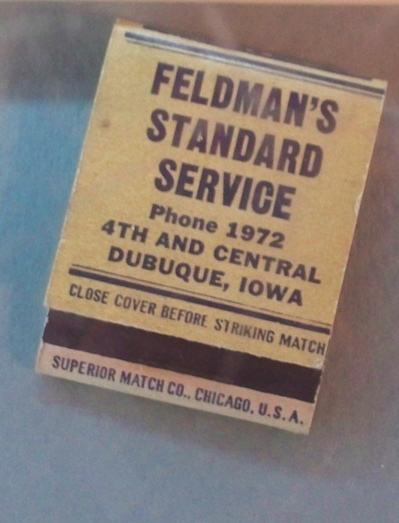 FELDMAN'S
STANDARD
SERVICE
Phone 1972
4TH AND CENTRAL
DUBUQUE, IOWA
CLOSE COVER BEFORE STRIKING MATCH
SUPERIOR MATCH CO., CHICAGO, U.S.A.